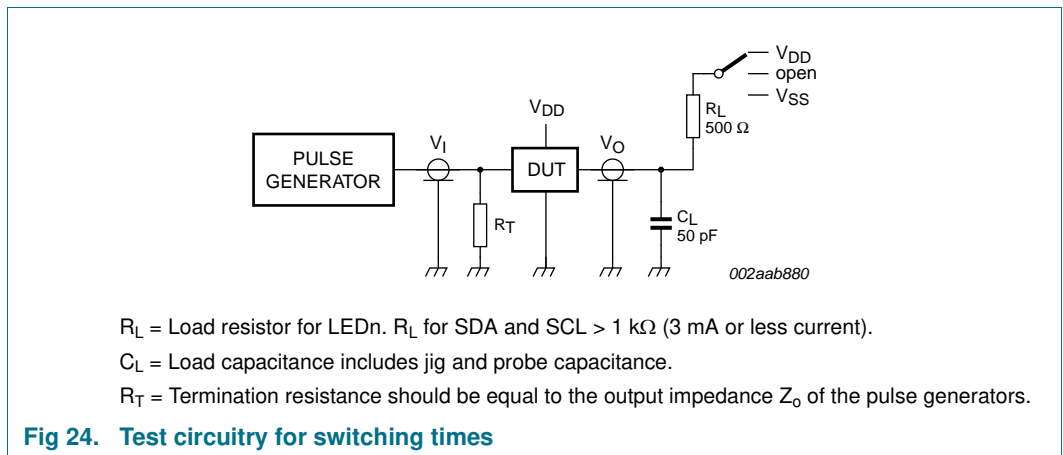 VDD
open
VSS
RL
500 Ω
VDD
VI
VO
PULSE
GENERATOR
DUT
RT
CL
50 pF
002aab880
RL = Load resistor for LEDn. RL for SDA and SCL > 1 kΩ (3 mA or less current).
CL = Load capacitance includes jig and probe capacitance.
RT = Termination resistance should be equal to the output impedance Zo of the pulse generators.
Fig 24. Test circuitry for switching times